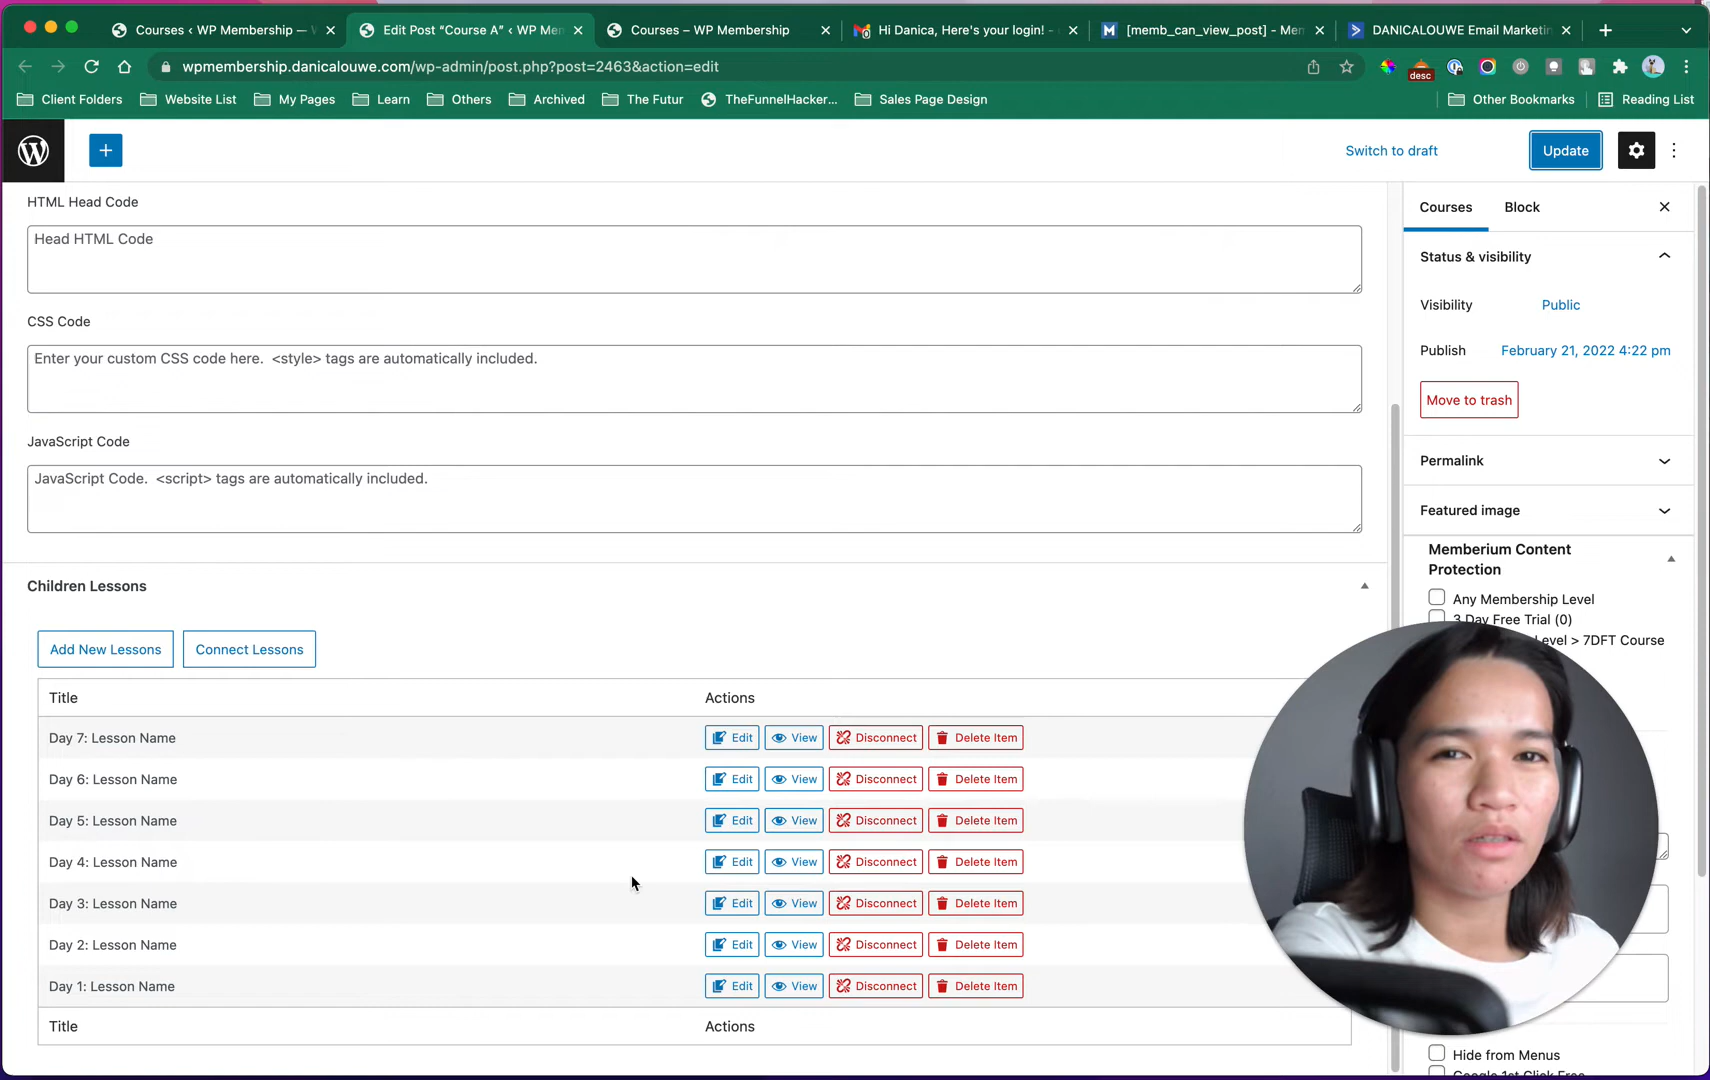 Courses ‹ WP Membership —
Edit Post “Course A” ‹ WP Mem
Courses – WP Membership
Hi Danica, Here's your login! -
[memb_can_view_post] - Mem
DANICALOUWE Email Marketin
wpmembership.danicalouwe.com/wp-admin/post.php?post=2463&action=edit
desc
Client Folders
Website List
My Pages
Learn
Others
Archived
The Futur
TheFunnelHacker...
Sales Page Design
Other Bookmarks
Reading List
Switch to draft
Update
HTML Head Code
Head HTML Code
CSS Code
Enter your custom CSS code here. <style> tags are automatically included.
JavaScript Code
JavaScript Code. <script> tags are automatically included.
Children Lessons
Add New Lessons
Connect Lessons
Title Actions
Day 7: Lesson Name Edit View Disconnect Delete Item
Day 6: Lesson Name Edit View Disconnect Delete Item
Day 5: Lesson Name Edit View Disconnect Delete Item
Day 4: Lesson Name Edit View Disconnect Delete Item
Day 3: Lesson Name Edit View Disconnect Delete Item
Day 2: Lesson Name Edit View Disconnect Delete Item
Day 1: Lesson Name Edit View Disconnect Delete Item
Title Actions
Courses
Block
Status & visibility
Visibility Public
Publish February 21, 2022 4:22 pm
Move to trash
Permalink
Featured image
Memberium Content
Protection
Any Membership Level
3 Day Free Trial (0)
Level > 7DFT Course
Hide from Menus
Google 1st Click Free